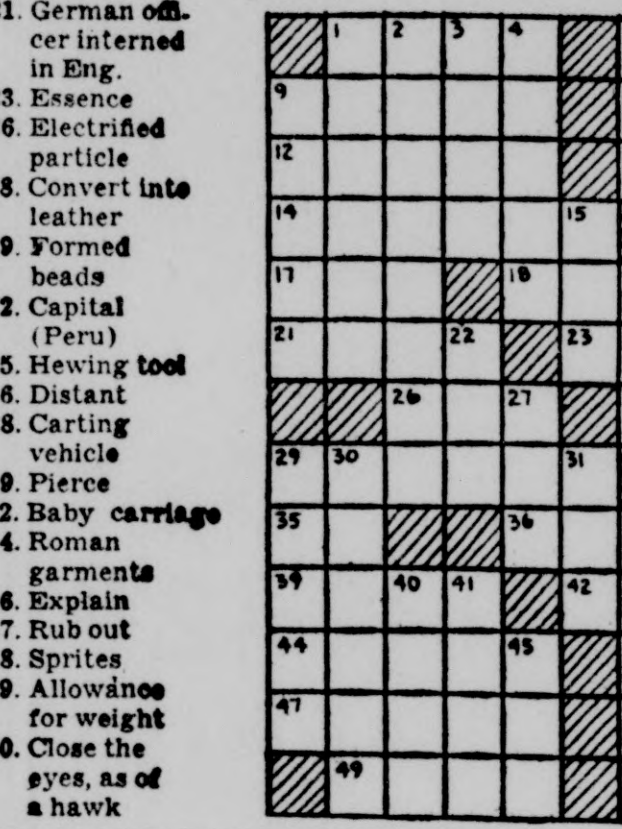 1. German offi-
cer interned
in Eng.
3. Essence
6. Electrified
particle
8. Convert into
leather
9. Formed
beads
2. Capital
(Peru)
5. Hewing tool
6. Distant
8. Carting
vehicle
9. Pierce
2. Baby carriage
4. Roman
garments
6. Explain
7. Rub out
8. Sprites
9. Allowance
for weight
0. Close the
eyes, as of
a hawk
1 2 3 4
9
12
14 15
17 18
21 22 23
26 27
29 30 31
35 36
39 40 41 42
44 45
47
49